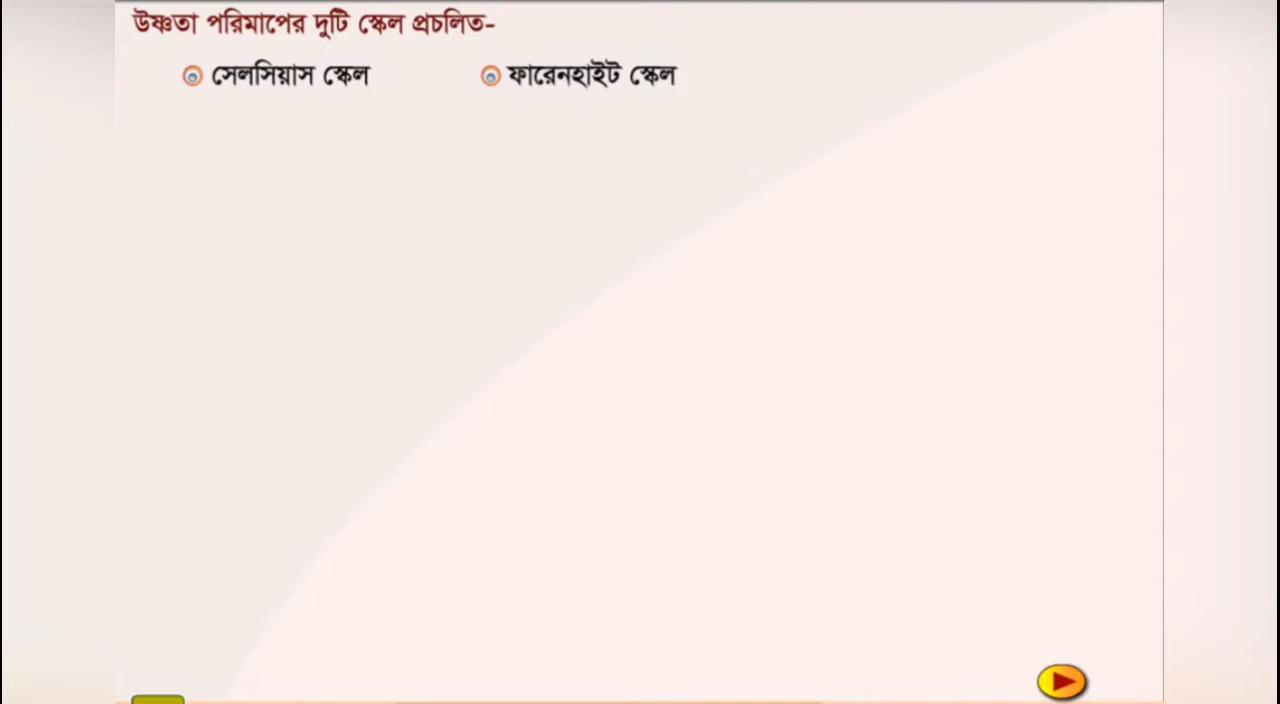 উষ্ণতা পরিমাপের দুটি স্কেল প্রচলিত-
সেলসিয়াস স্কেল ফারেনহাইট স্কেল